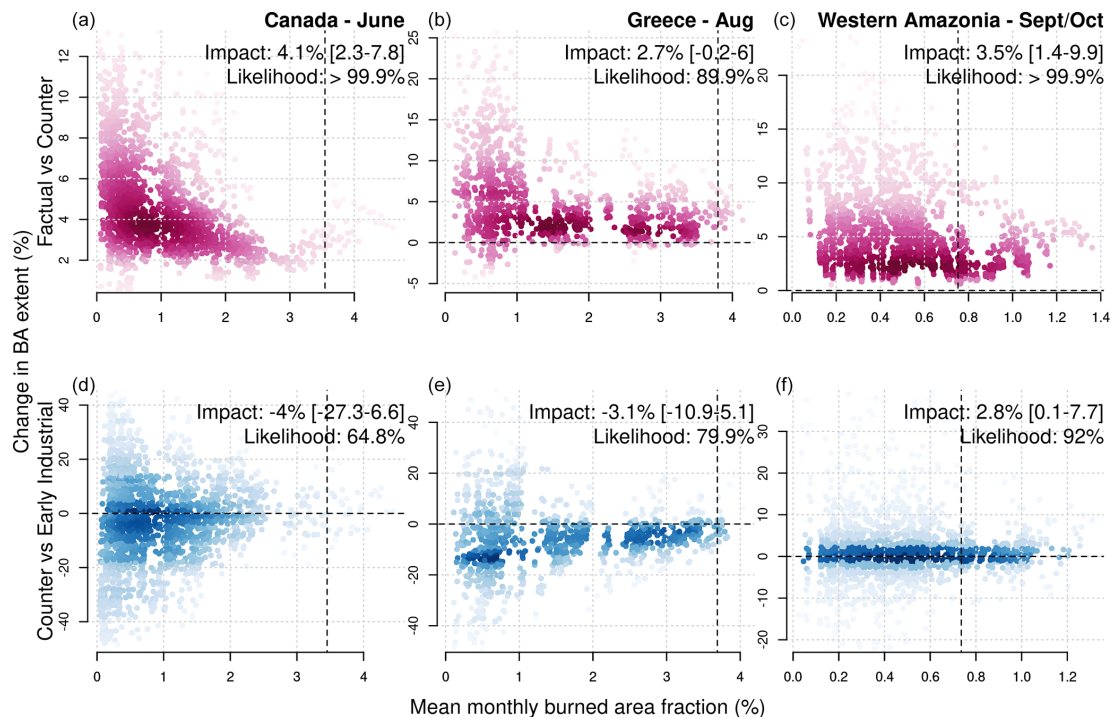 (a) Canada - June
Impact: 4.1% [2.3-7.8]
Likelihood: > 99.9%
(b) Greece - Aug
Impact: 2.7% [-0.2-6]
Likelihood: 89.9%
(c) Western Amazonia - Sept/Oct
Impact: 3.5% [1.4-9.9]
Likelihood: > 99.9%
Change in BA extent (%)
Factual vs Counter
12
10
8
6
4
2
0 1 2 3 4
25
20
15
10
5
0
-5
0 1 2 3 4
20
15
10
5
0
0.0 0.2 0.4 0.6 0.8 1.0 1.2 1.4
(d)
Impact: -4% [-27.3-6.6]
Likelihood: 64.8%
(e)
Impact: -3.1% [-10.9-5.1]
Likelihood: 79.9%
(f)
Impact: 2.8% [0.1-7.7]
Likelihood: 92%
Counter vs Early Industrial
40
20
0
-20
-40
0 1 2 3 4
40
20
0
-20
-40
0 1 2 3 4
30
20
10
0
-10
-20
0.0 0.2 0.4 0.6 0.8 1.0 1.2
Mean monthly burned area fraction (%)